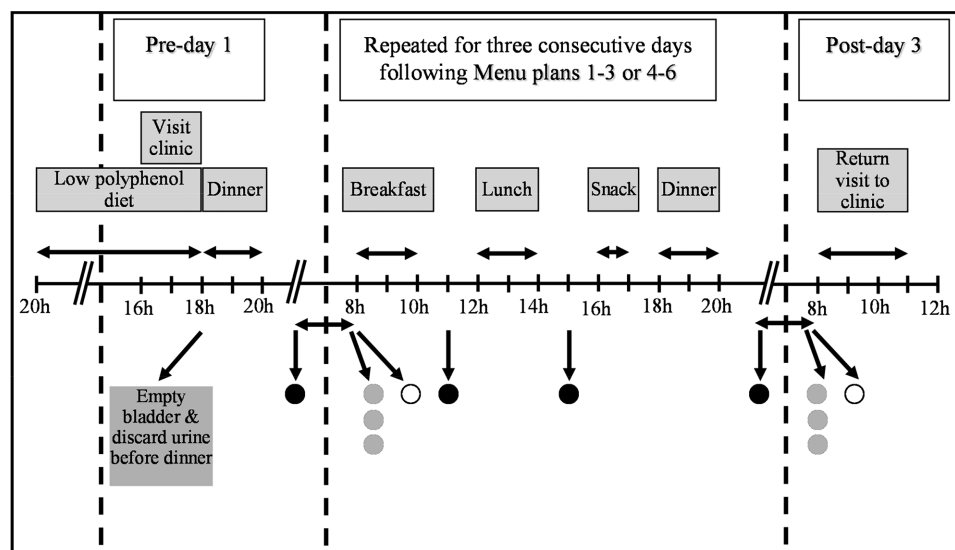 Pre-day 1
Repeated for three consecutive days
following Menu plans 1-3 or 4-6
Post-day 3
Visit
clinic
Low polyphenol
diet
Dinner
Breakfast
Lunch
Snack
Dinner
Return
visit to
clinic
20h
16h
18h
20h
8h
10h
12h
14h
16h
18h
20h
8h
10h
12h
Empty
bladder &
discard urine
before dinner